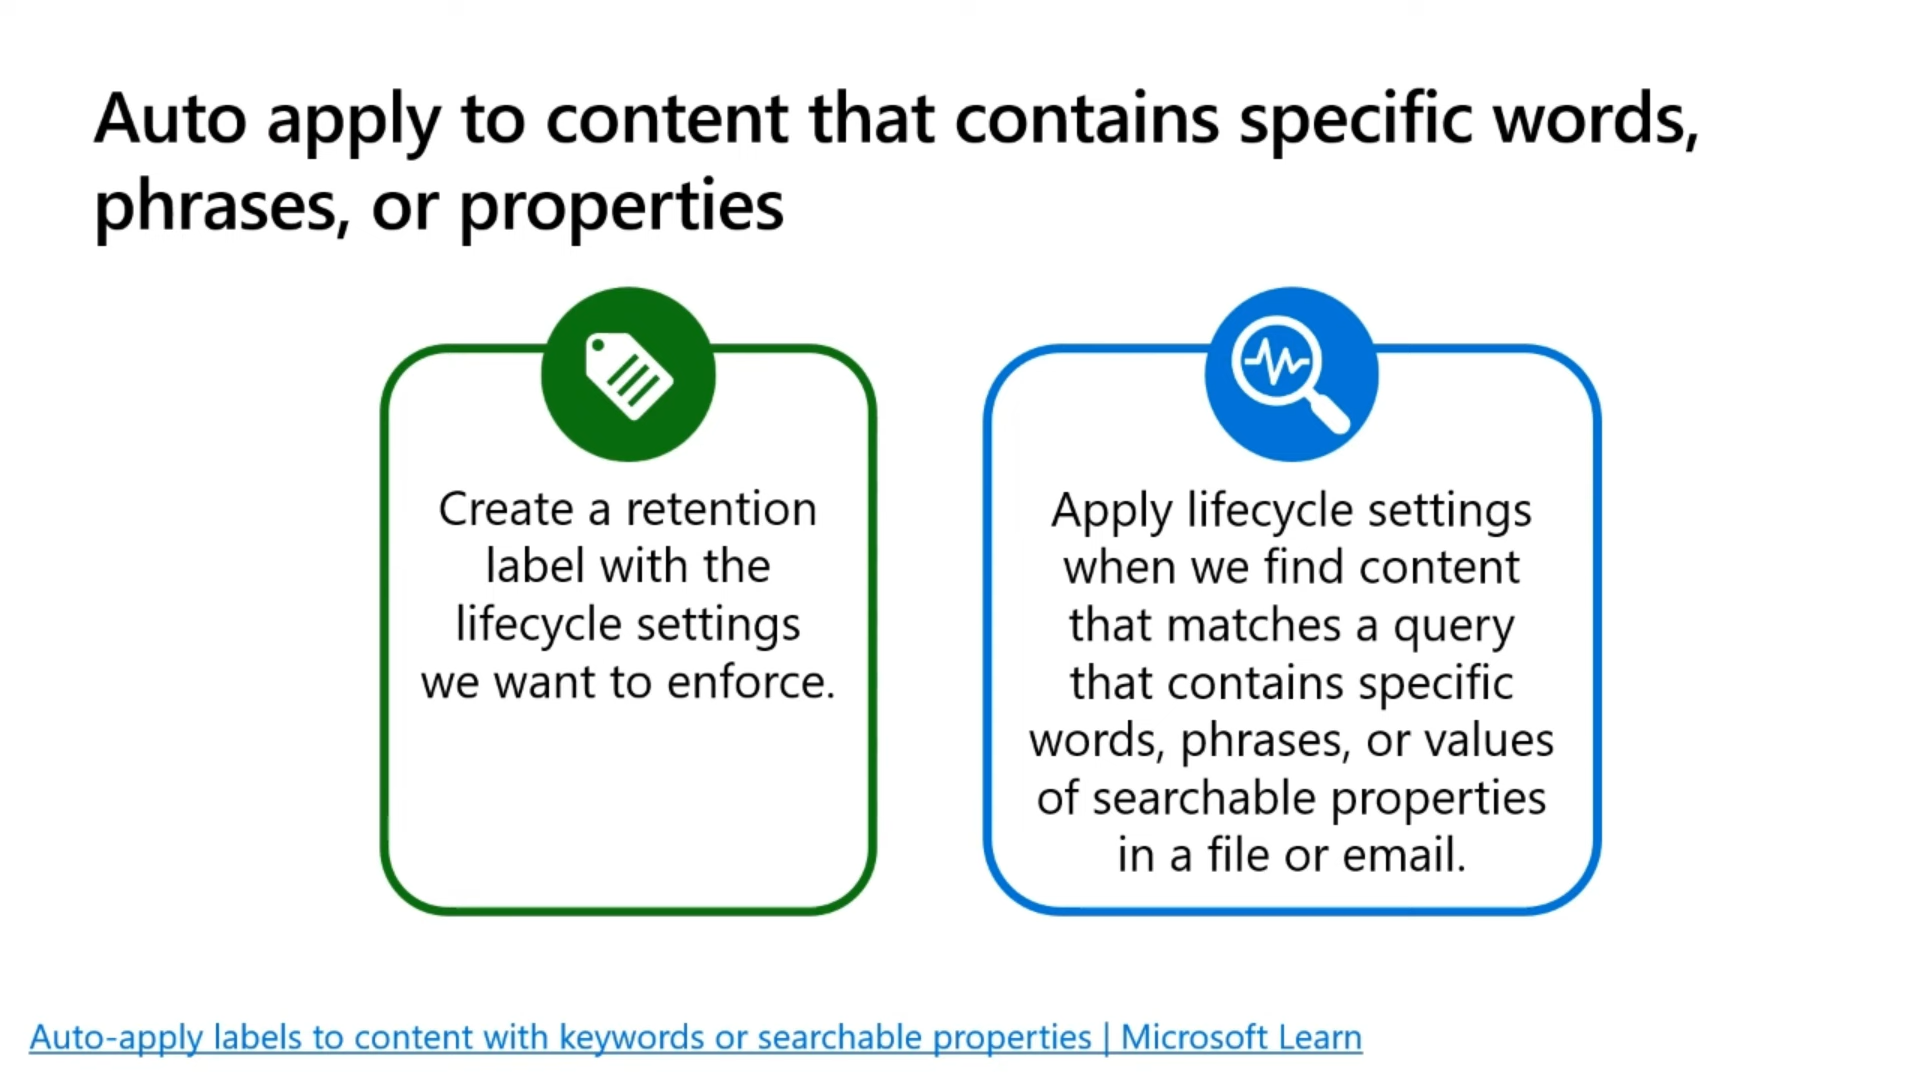 Auto apply to content that contains specific words,
phrases, or properties
Create a retention
label with the
lifecycle settings
we want to enforce.
Apply lifecycle settings
when we find content
that matches a query
that contains specific
words, phrases, or values
of searchable properties
in a file or email.
Auto-apply labels to content with keywords or searchable properties | Microsoft Learn